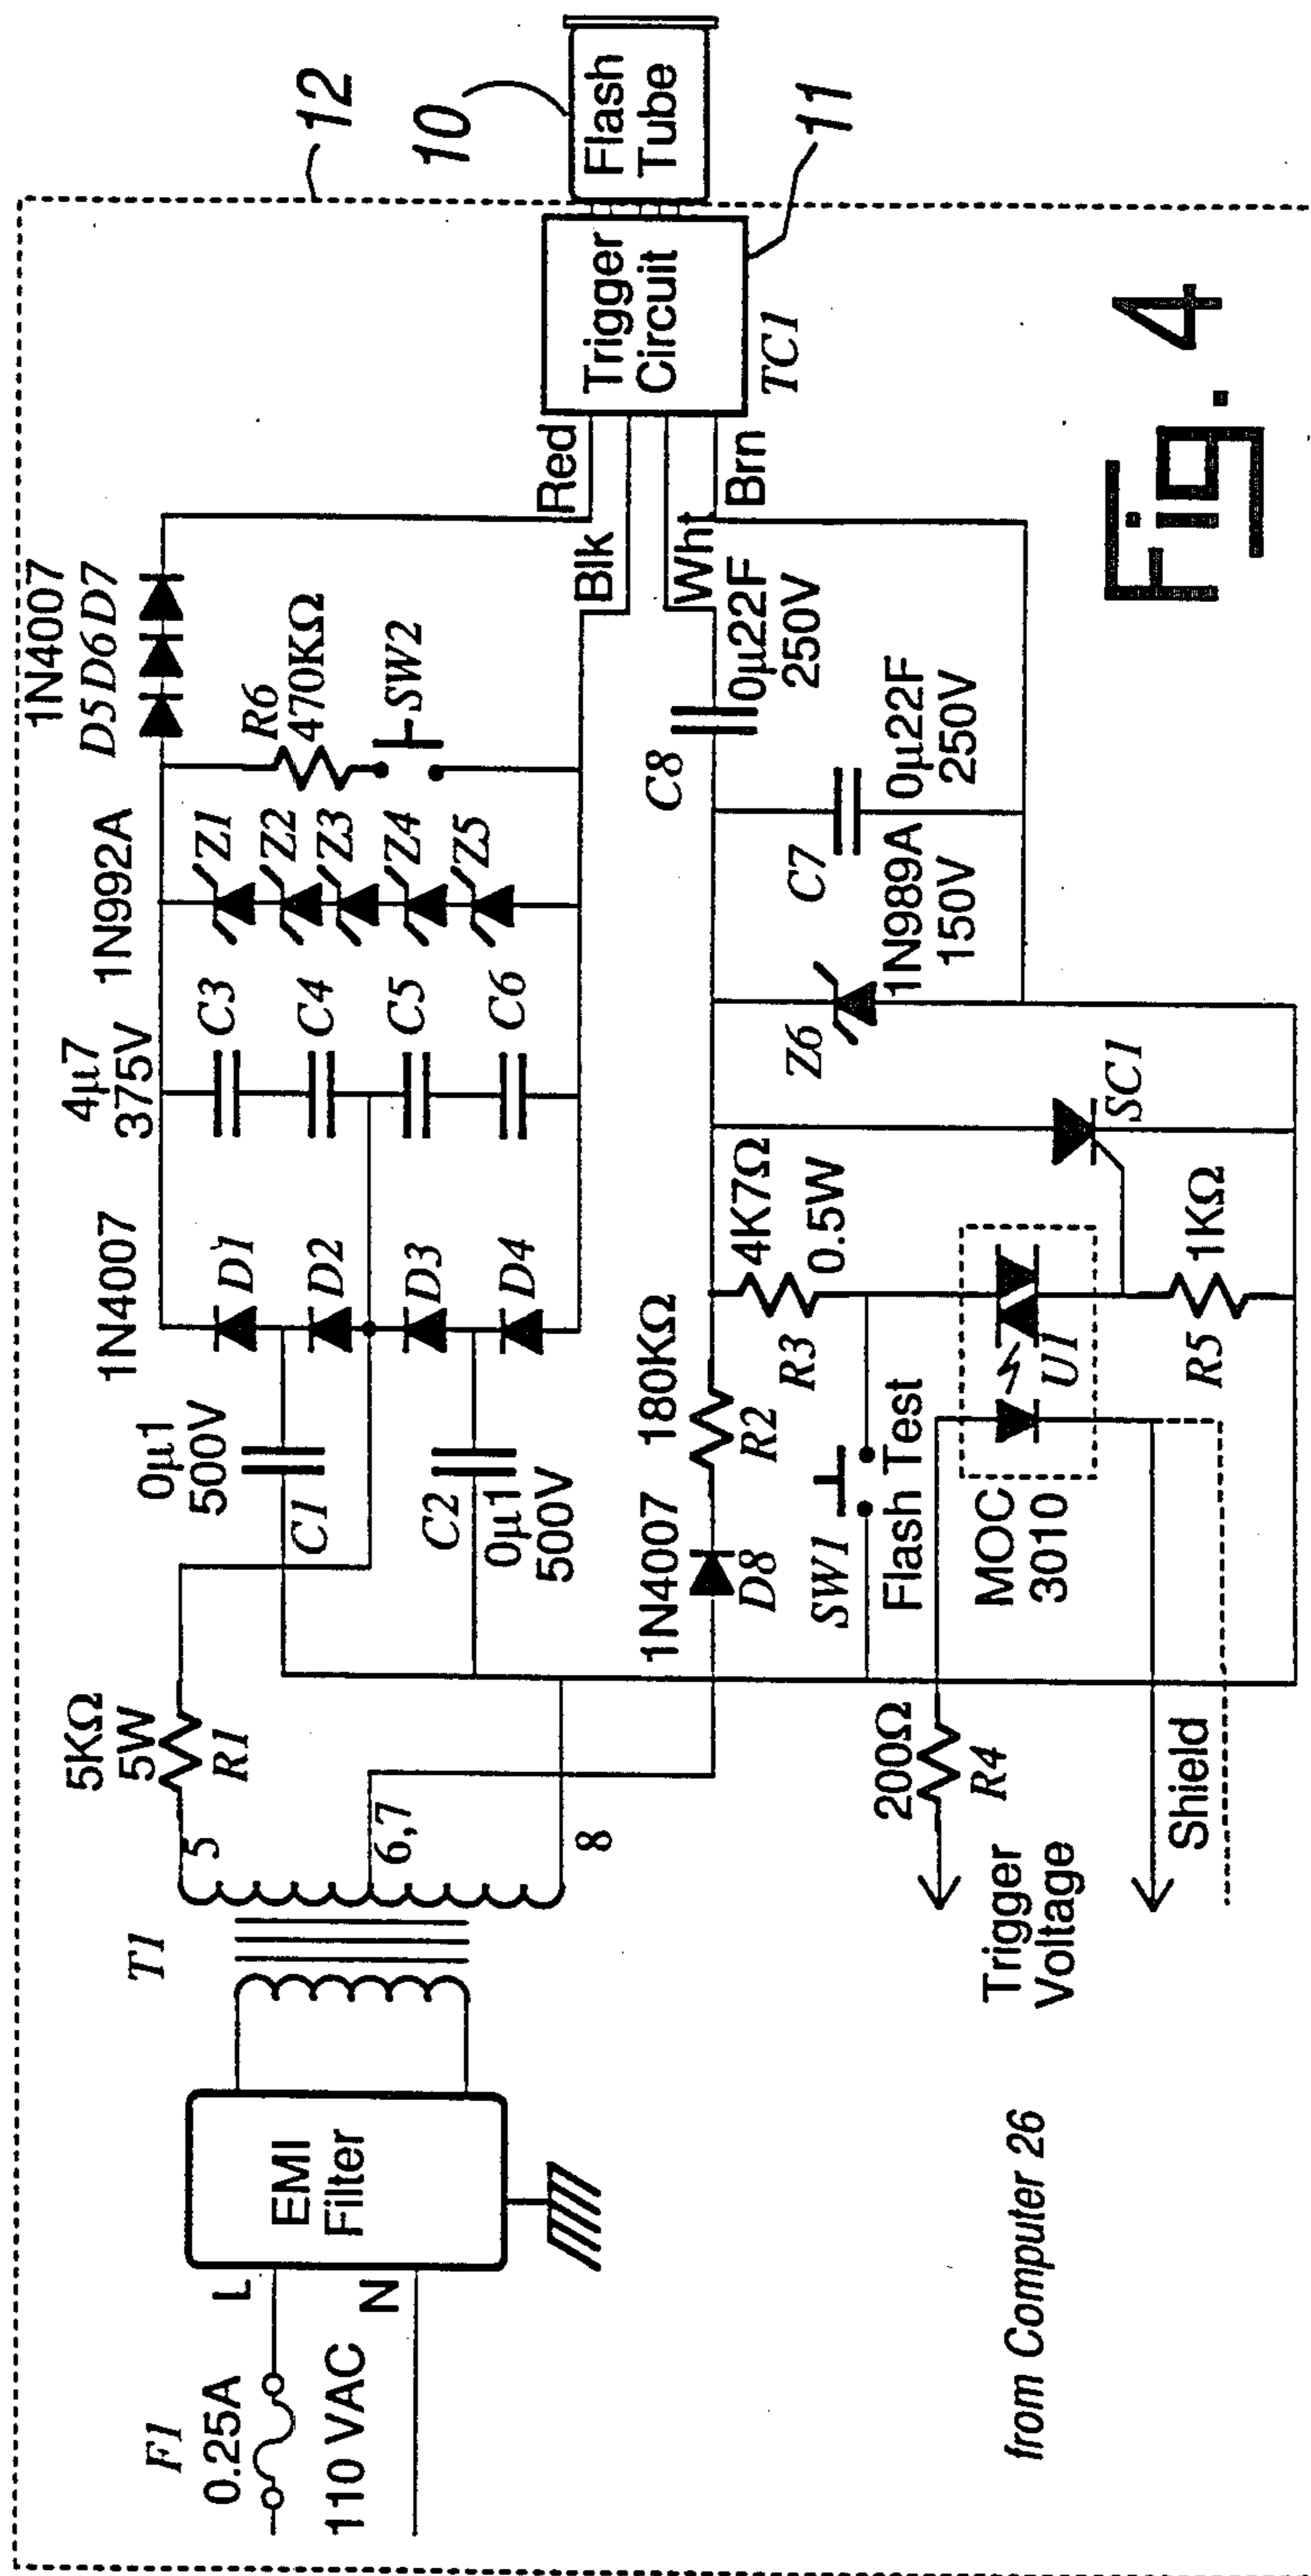 12
10
Flash
Tube
11
Trigger
Circuit
TC1
Red
Blk
Wh
Brn
1N4007
D5 D6 D7
R6
470KΩ
SW2
1N992A
Z1
Z2
Z3
Z4
Z5
4µ7
375V
C3
C4
C5
C6
1N4007
D1
D2
D3
D4
0µ1
500V
C1
C2
0µ1
500V
5KΩ
5W
R1
T1
5
6,7
8
EMI
Filter
L
N
F1
0.25A
110 VAC
1N4007
D8
180KΩ
R2
4K7Ω
0.5W
R3
C8
0µ22F
250V
C7
0µ22F
250V
Z6
1N989A
150V
SC1
SW1
Flash Test
MOC
3010
U1
R5
1KΩ
200Ω
R4
Trigger
Voltage
Shield
from Computer 26
Fig. 4